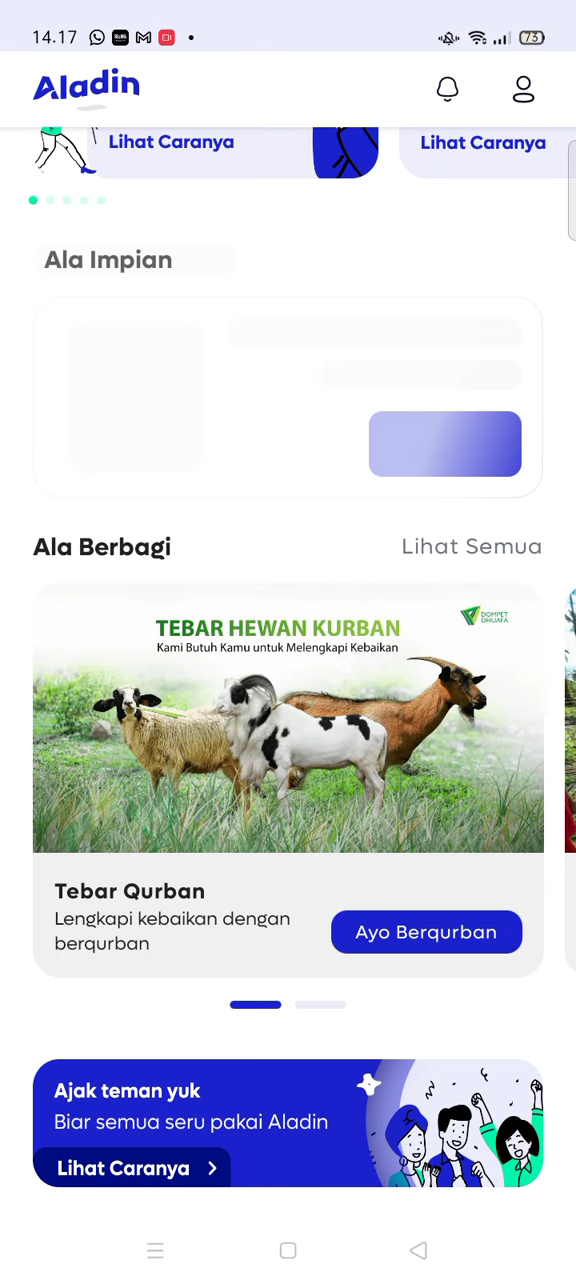 14.17
73
Aladin
Lihat Caranya
Lihat Caranya
Ala Impian
Ala Berbagi
Lihat Semua
TEBAR HEWAN KURBAN
Kami Butuh Kamu untuk Melengkapi Kebaikan
DOMPET
DHUAFA
Tebar Qurban
Lengkapi kebaikan dengan
berqurban
Ayo Berqurban
Ajak teman yuk
Biar semua seru pakai Aladin
Lihat Caranya